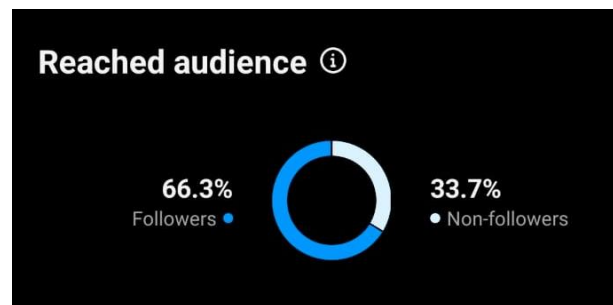 Reached audience
66.3%
Followers
33.7%
Non-followers